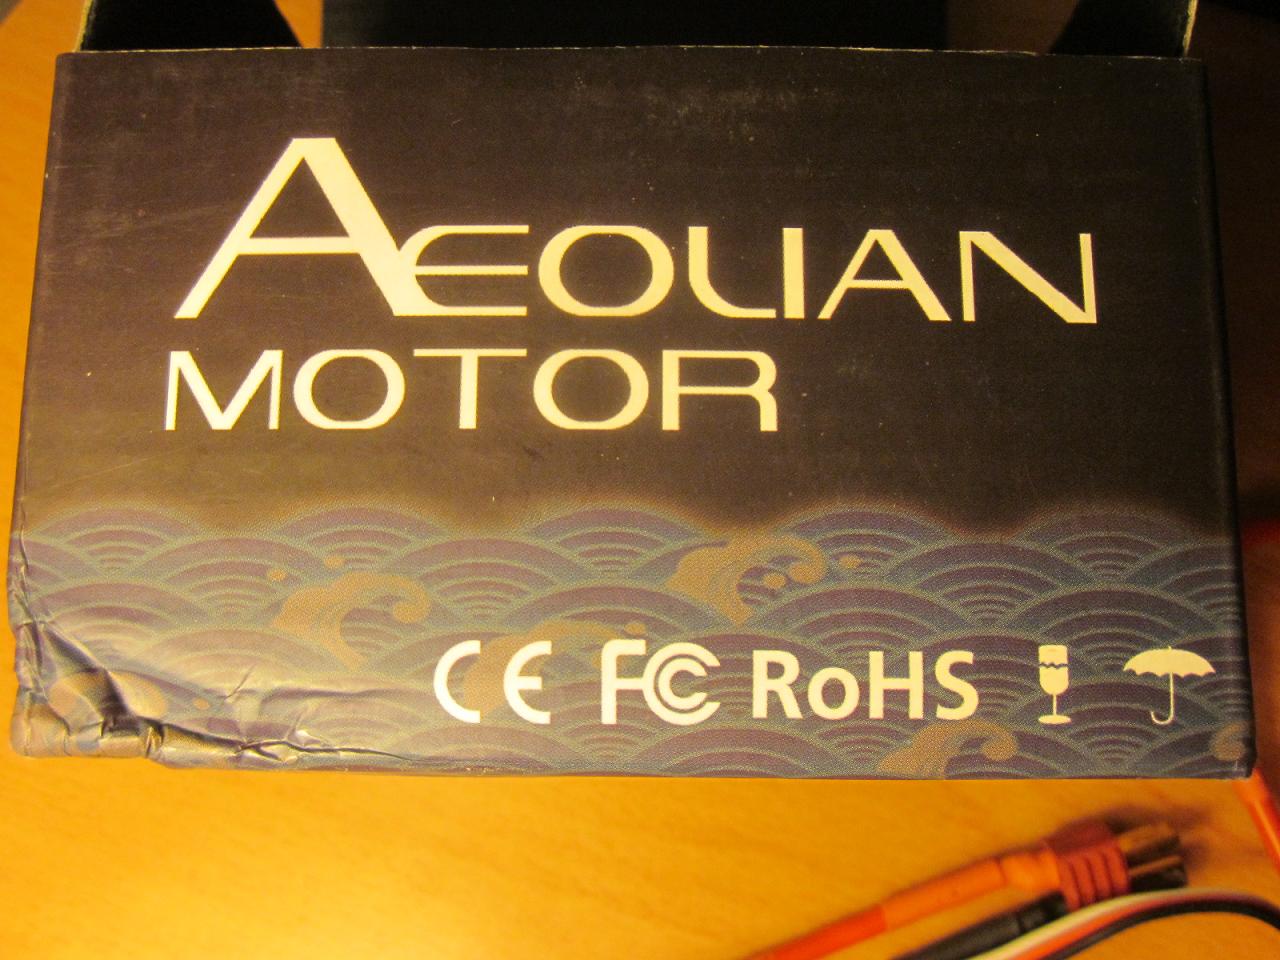 AEOLIAN
MOTOR
CE FC RoHS